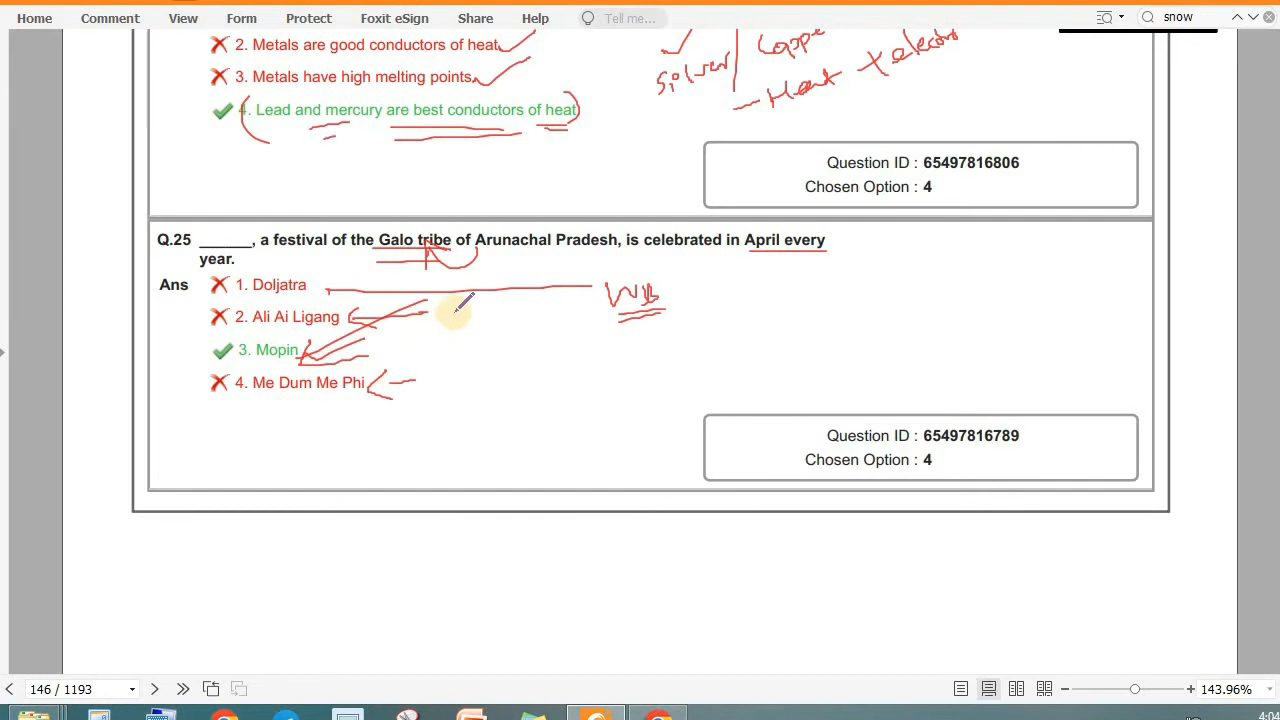 Home Comment View Form Protect Foxit eSign Share Help Tell me... snow
2. Metals are good conductors of heat
3. Metals have high melting points
4. Lead and mercury are best conductors of heat
Silver
Coppe
Heat
Question ID : 65497816806
Chosen Option : 4
Q.25 ______, a festival of the Galo tribe of Arunachal Pradesh, is celebrated in April every
year.
Ans 1. Doljatra
WB
2. Ali Ai Ligang
3. Mopin
4. Me Dum Me Phi
Question ID : 65497816789
Chosen Option : 4
146 / 1193 143.96%
4:04